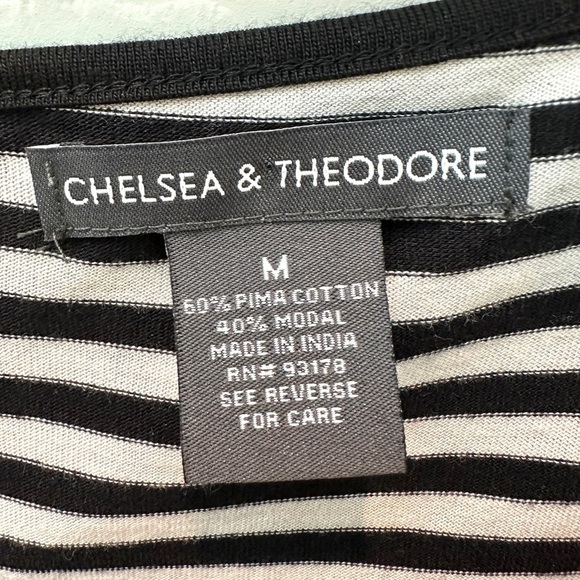 CHELSEA & THEODORE
M
60% PIMA COTTON
40% MODAL
MADE IN INDIA
RN# 93178
SEE REVERSE
FOR CARE